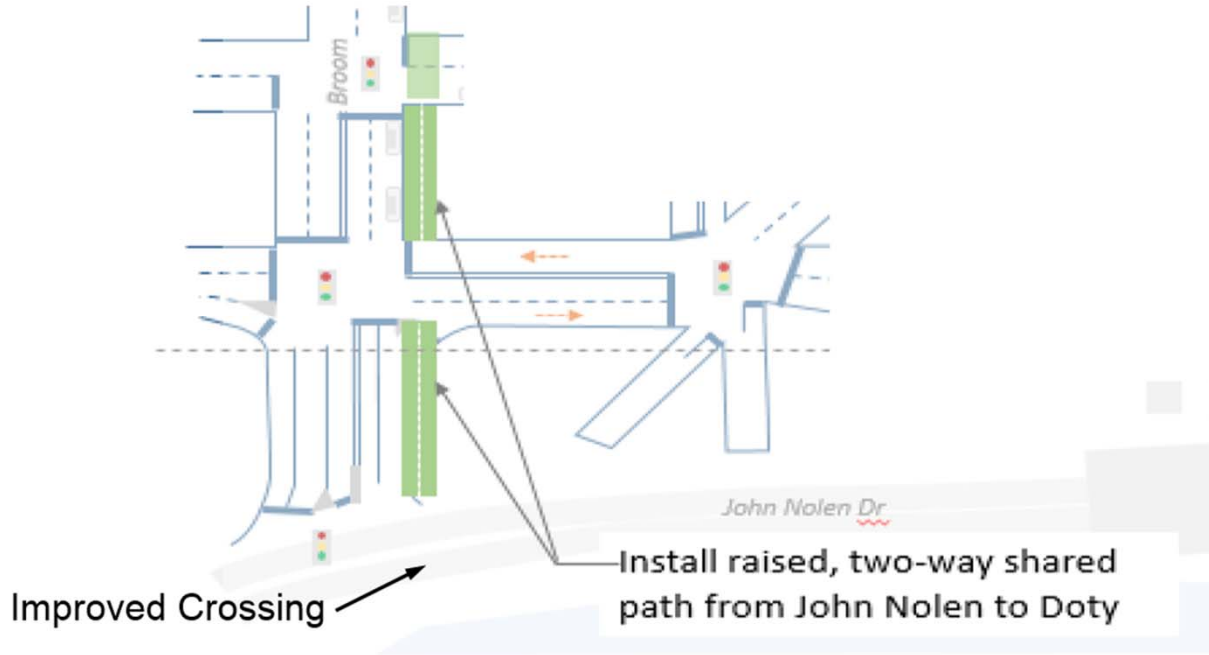 Broom
John Nolen Dr
Install raised, two-way shared
path from John Nolen to Doty
Improved Crossing